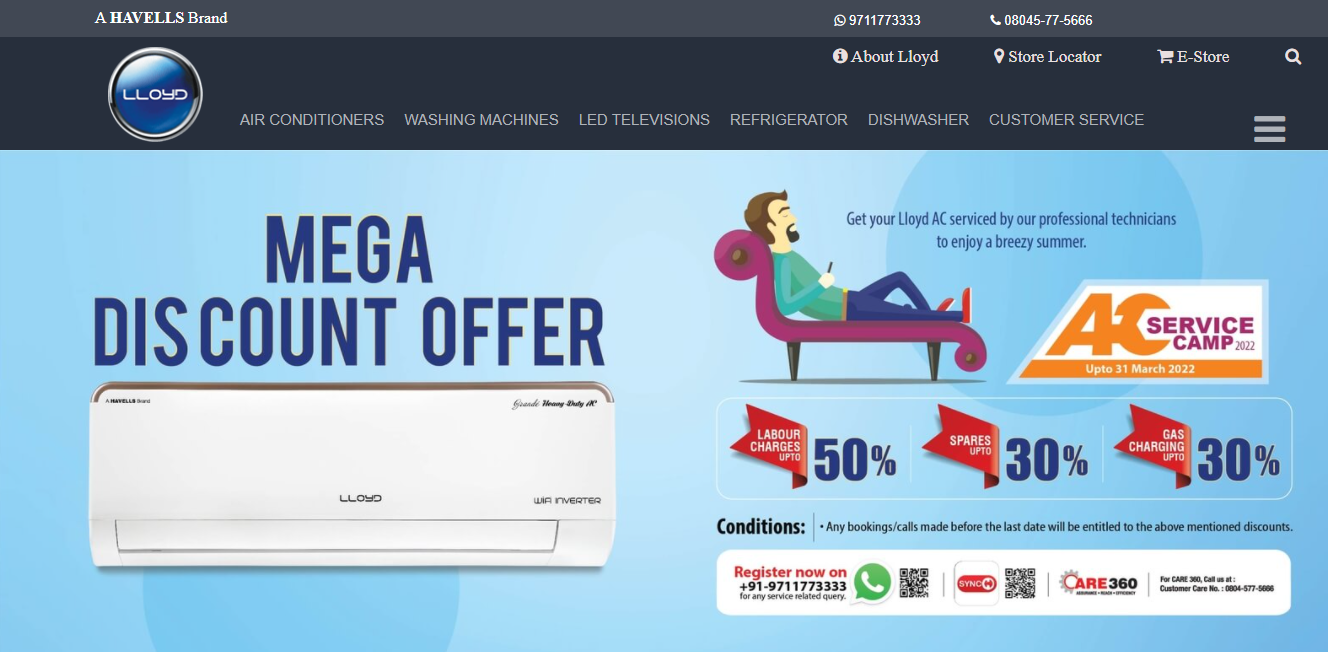 A HAVELLS Brand
9711773333
08045-77-5666
About Lloyd
Store Locator
E-Store
LLOYD
AIR CONDITIONERS
WASHING MACHINES
LED TELEVISIONS
REFRIGERATOR
DISHWASHER
CUSTOMER SERVICE
MEGA
DISCOUNT OFFER
A HAVELLS Brand
Grandé Heavy-Duty AC
LLOYD
WiFi INVERTER
Get your Lloyd AC serviced by our professional technicians
to enjoy a breezy summer.
AC SERVICE
CAMP 2022
Upto 31 March 2022
LABOUR
CHARGES
UPTO
50%
SPARES
UPTO
30%
GAS
CHARGING
UPTO
30%
Conditions:
• Any bookings/calls made before the last date will be entitled to the above mentioned discounts.
Register now on
+91-9711773333
for any service related query.
SYNC
CARE360
ASSURANCE • REACH • EFFICIENCY
For CARE 360, Call us at :
Customer Care No. : 0804-577-5666